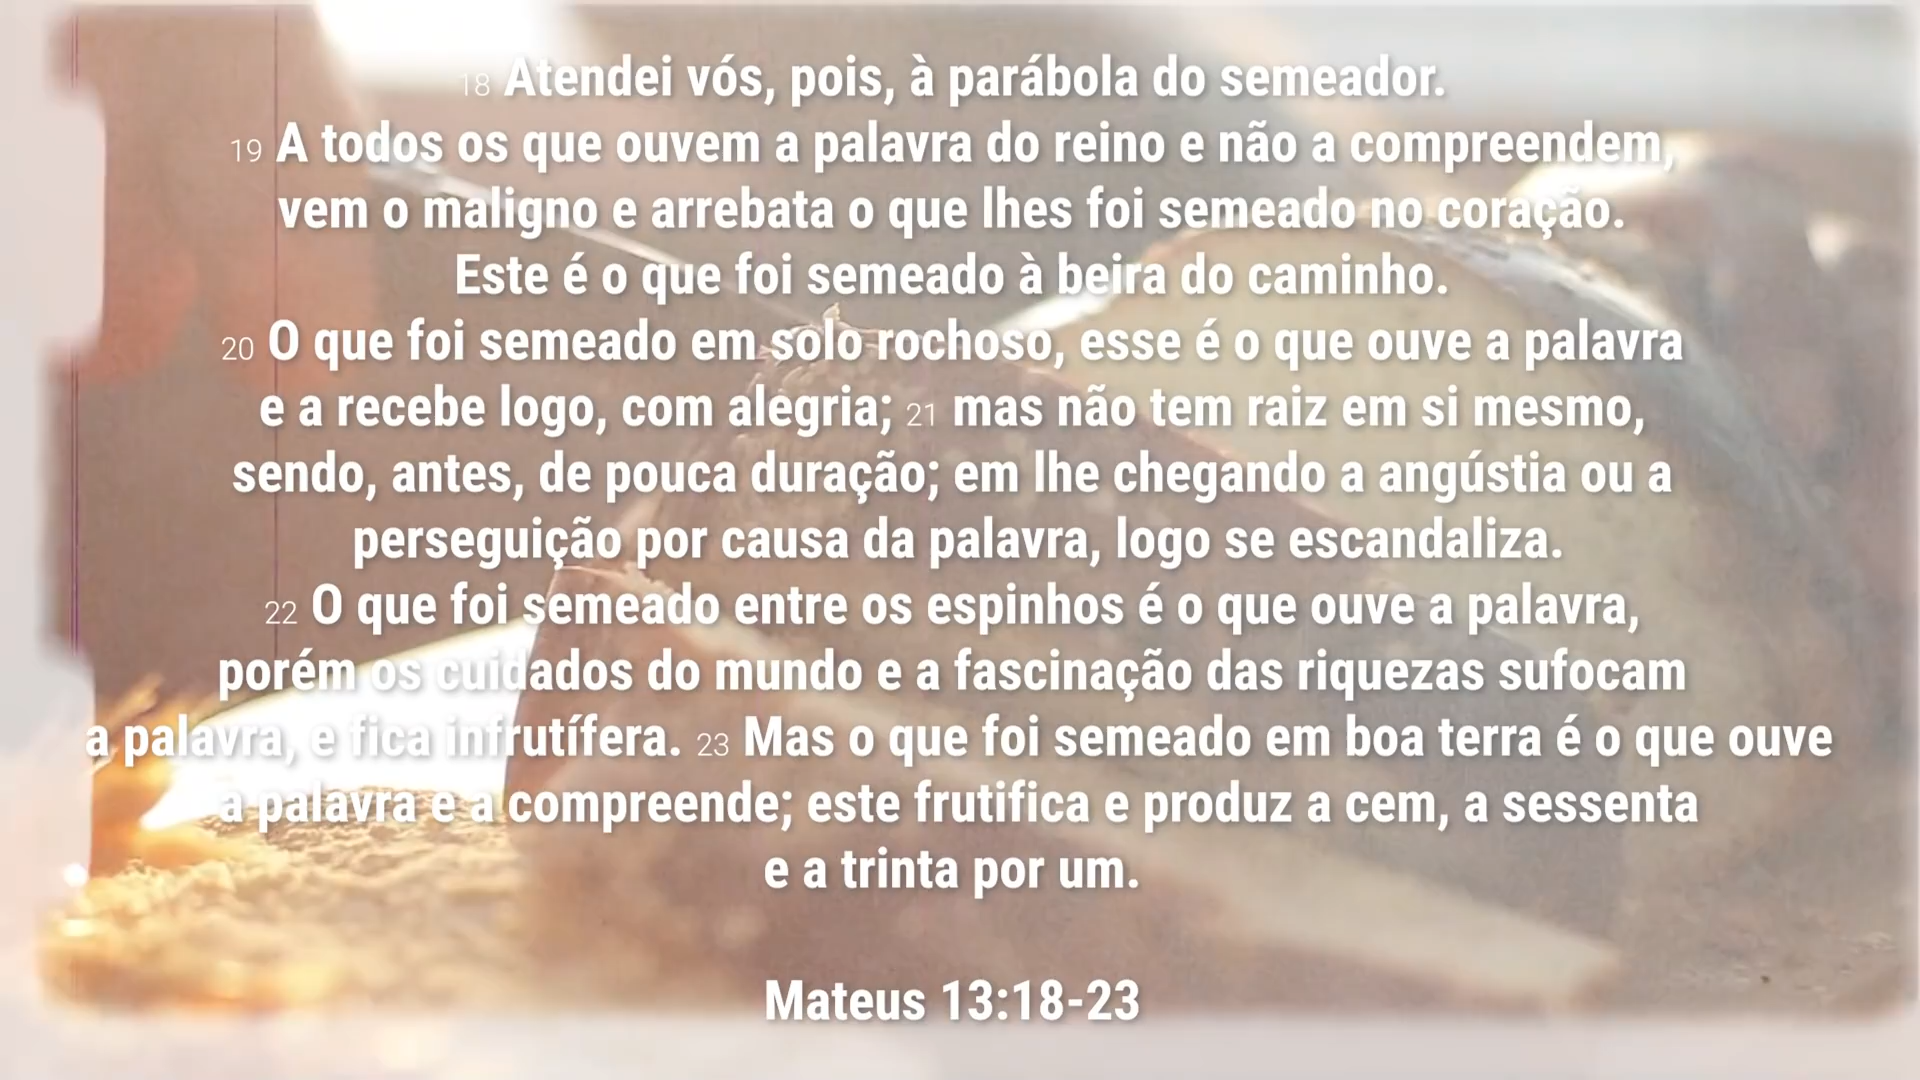 18 Atendei vós, pois, à parábola do semeador.
19 A todos os que ouvem a palavra do reino e não a compreendem,
vem o maligno e arrebata o que lhes foi semeado no coração.
Este é o que foi semeado à beira do caminho.
20 O que foi semeado em solo rochoso, esse é o que ouve a palavra
e a recebe logo, com alegria; 21 mas não tem raiz em si mesmo,
sendo, antes, de pouca duração; em lhe chegando a angústia ou a
perseguição por causa da palavra, logo se escandaliza.
22 O que foi semeado entre os espinhos é o que ouve a palavra,
porém os cuidados do mundo e a fascinação das riquezas sufocam
a palavra, e fica infrutífera. 23 Mas o que foi semeado em boa terra é o que ouve
a palavra e a compreende; este frutifica e produz a cem, a sessenta
e a trinta por um.
Mateus 13:18-23